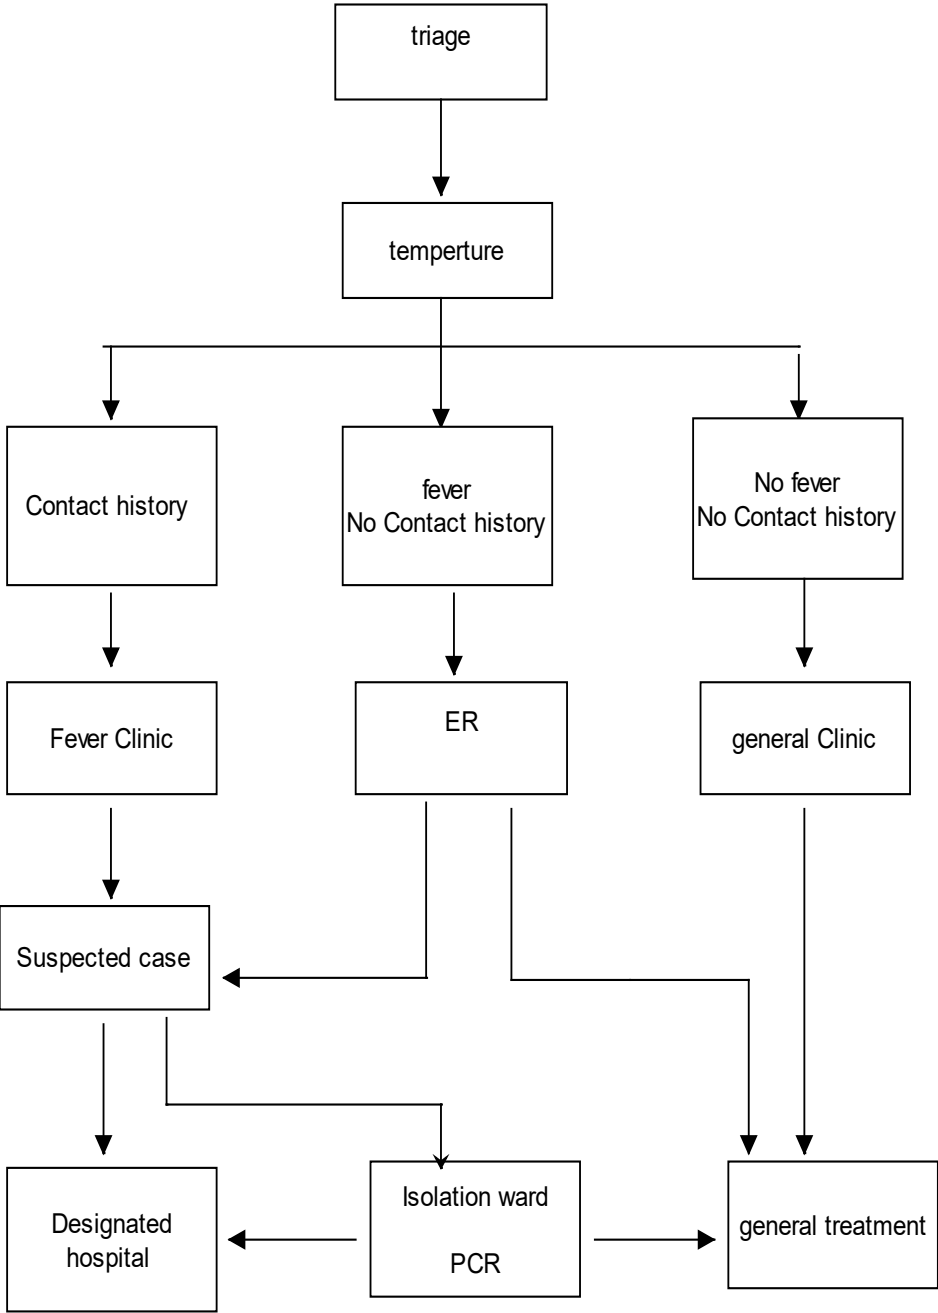 triage
temperture
Contact history
fever
No Contact history
No fever
No Contact history
Fever Clinic
ER
general Clinic
Suspected case
Designated
hospital
Isolation ward
PCR
general treatment